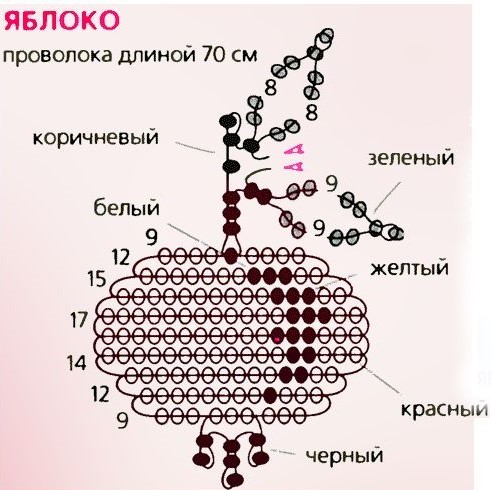 ЯБЛОКО
проволока длиной 70 см
8
8
коричневый
А
А
зеленый
9
белый
9
9
12
15
желтый
17
14
12
красный
9
черный